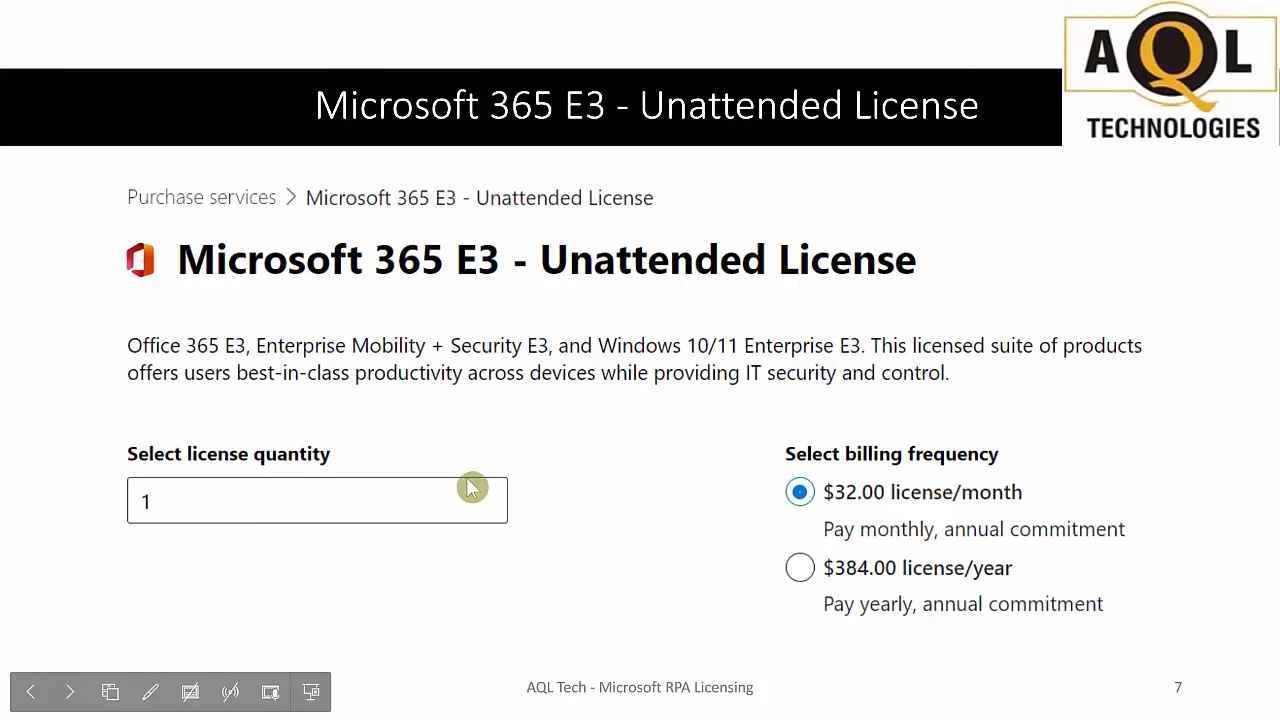 AQL
TECHNOLOGIES
Microsoft 365 E3 - Unattended License
Purchase services > Microsoft 365 E3 - Unattended License
Microsoft 365 E3 - Unattended License
Office 365 E3, Enterprise Mobility + Security E3, and Windows 10/11 Enterprise E3. This licensed suite of products
offers users best-in-class productivity across devices while providing IT security and control.
Select license quantity
1
Select billing frequency
$32.00 license/month
Pay monthly, annual commitment
$384.00 license/year
Pay yearly, annual commitment
AQL Tech - Microsoft RPA Licensing
7